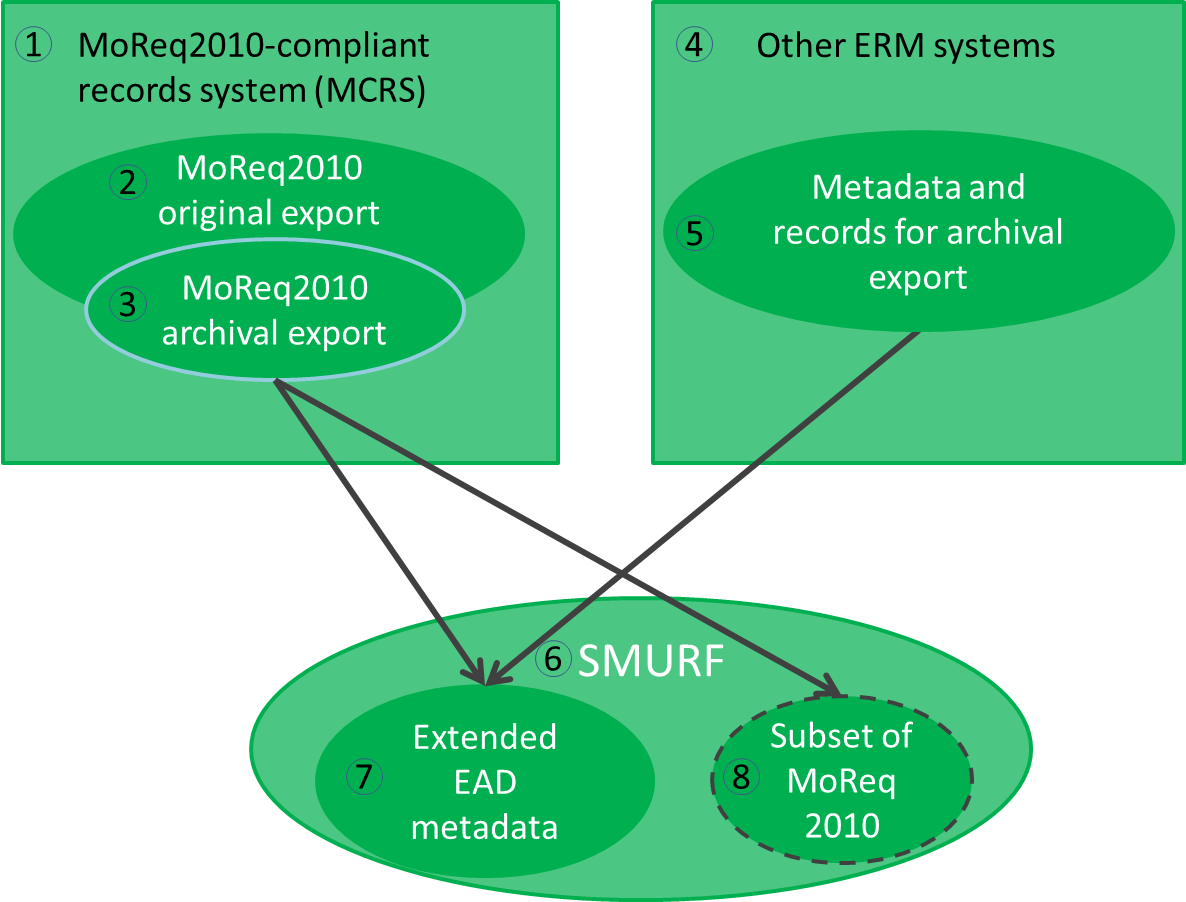 ① MoReq2010-compliant
records system (MCRS)
② MoReq2010
original export
③ MoReq2010
archival export
④ Other ERM systems
Metadata and
⑤ records for archival
export
⑥ SMURF
Extended
⑦ EAD
metadata
Subset of
⑧ MoReq
2010